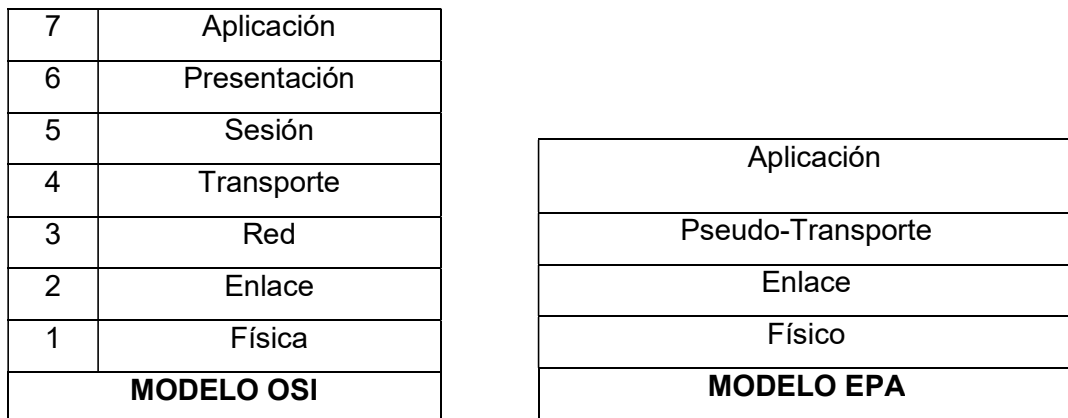 7 Aplicación
6 Presentación
5 Sesión
4 Transporte
3 Red
2 Enlace
1 Física
MODELO OSI
Aplicación
Pseudo-Transporte
Enlace
Físico
MODELO EPA